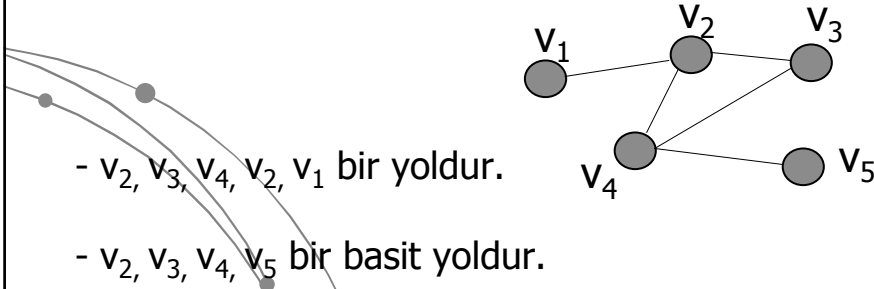 v₂
v₃
v₁
- v₂, v₃, v₄, v₂, v₁ bir yoldur.
v₄
v₅
- v₂, v₃, v₄, v₅ bir basit yoldur.